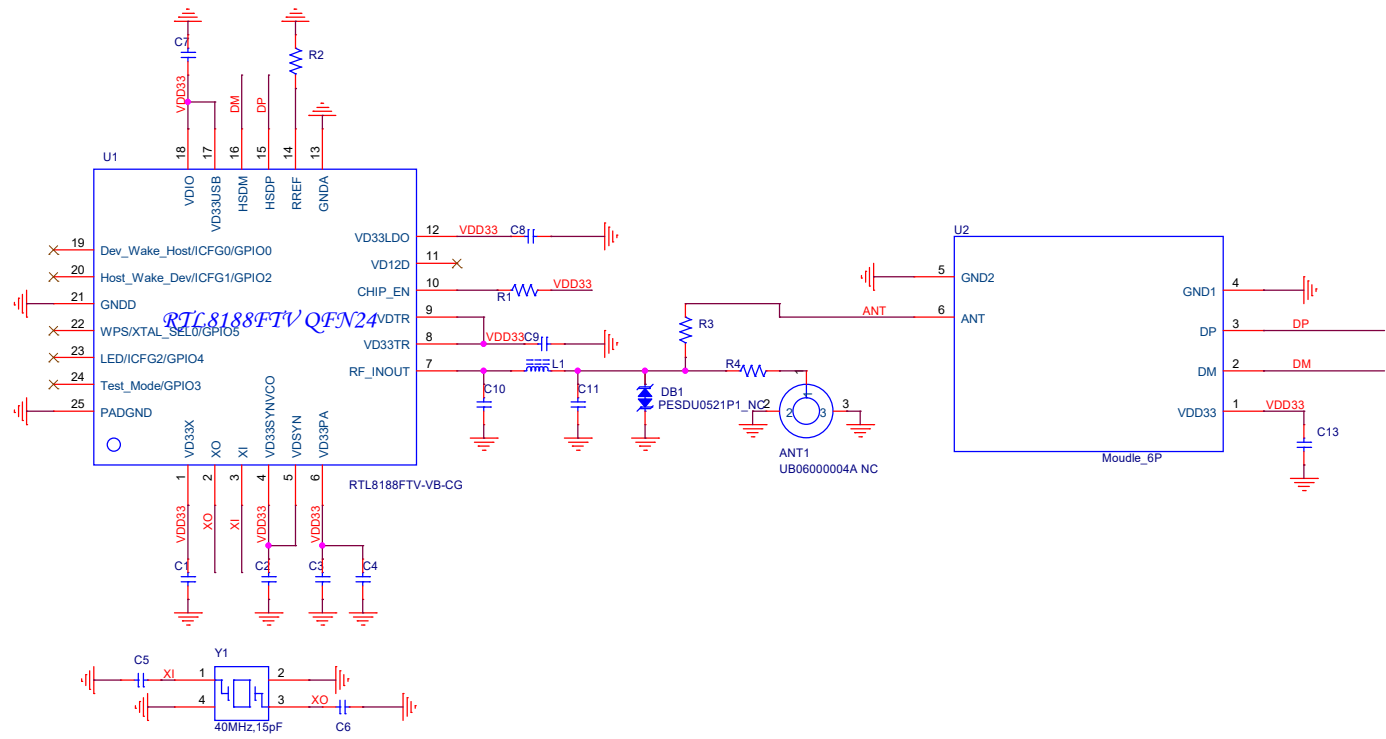 C7
R2
VDD33
DM
DP
18
17
16
15
14
13
U1
VDIO
VD33USB
HSDM
HSDP
RREF
GNDA
19
Dev_Wake_Host/ICFG0/GPIO0
20
Host_Wake_Dev/ICFG1/GPIO2
21
GNDD
22
WPS/XTAL_SEL0/GPIO5
23
LED/ICFG2/GPIO4
24
Test_Mode/GPIO3
25
PADGND
RTL8188FTV QFN24
VD33LDO
12
VDD33
C8
VD12D
11
CHIP_EN
10
R1
VDD33
VDTR
9
VD33TR
8
VDD33
C9
RF_INOUT
7
L1
C10
C11
R3
R4
DB1
PESDU0521P1_NC
ANT
1
2
2
3
3
ANT1
UB06000004A NC
VD33X
XO
XI
VD33SYNVCO
VDSYN
VD33PA
1
2
3
4
5
6
RTL8188FTV-VB-CG
VDD33
XO
XI
VDD33
VDD33
C1
C2
C3
C4
U2
5
GND2
6
ANT
GND1
4
DP
3
DP
DM
2
DM
VDD33
1
VDD33
C13
Moudle_6P
C5
XI
Y1
1
2
4
3
XO
C6
40MHz,15pF